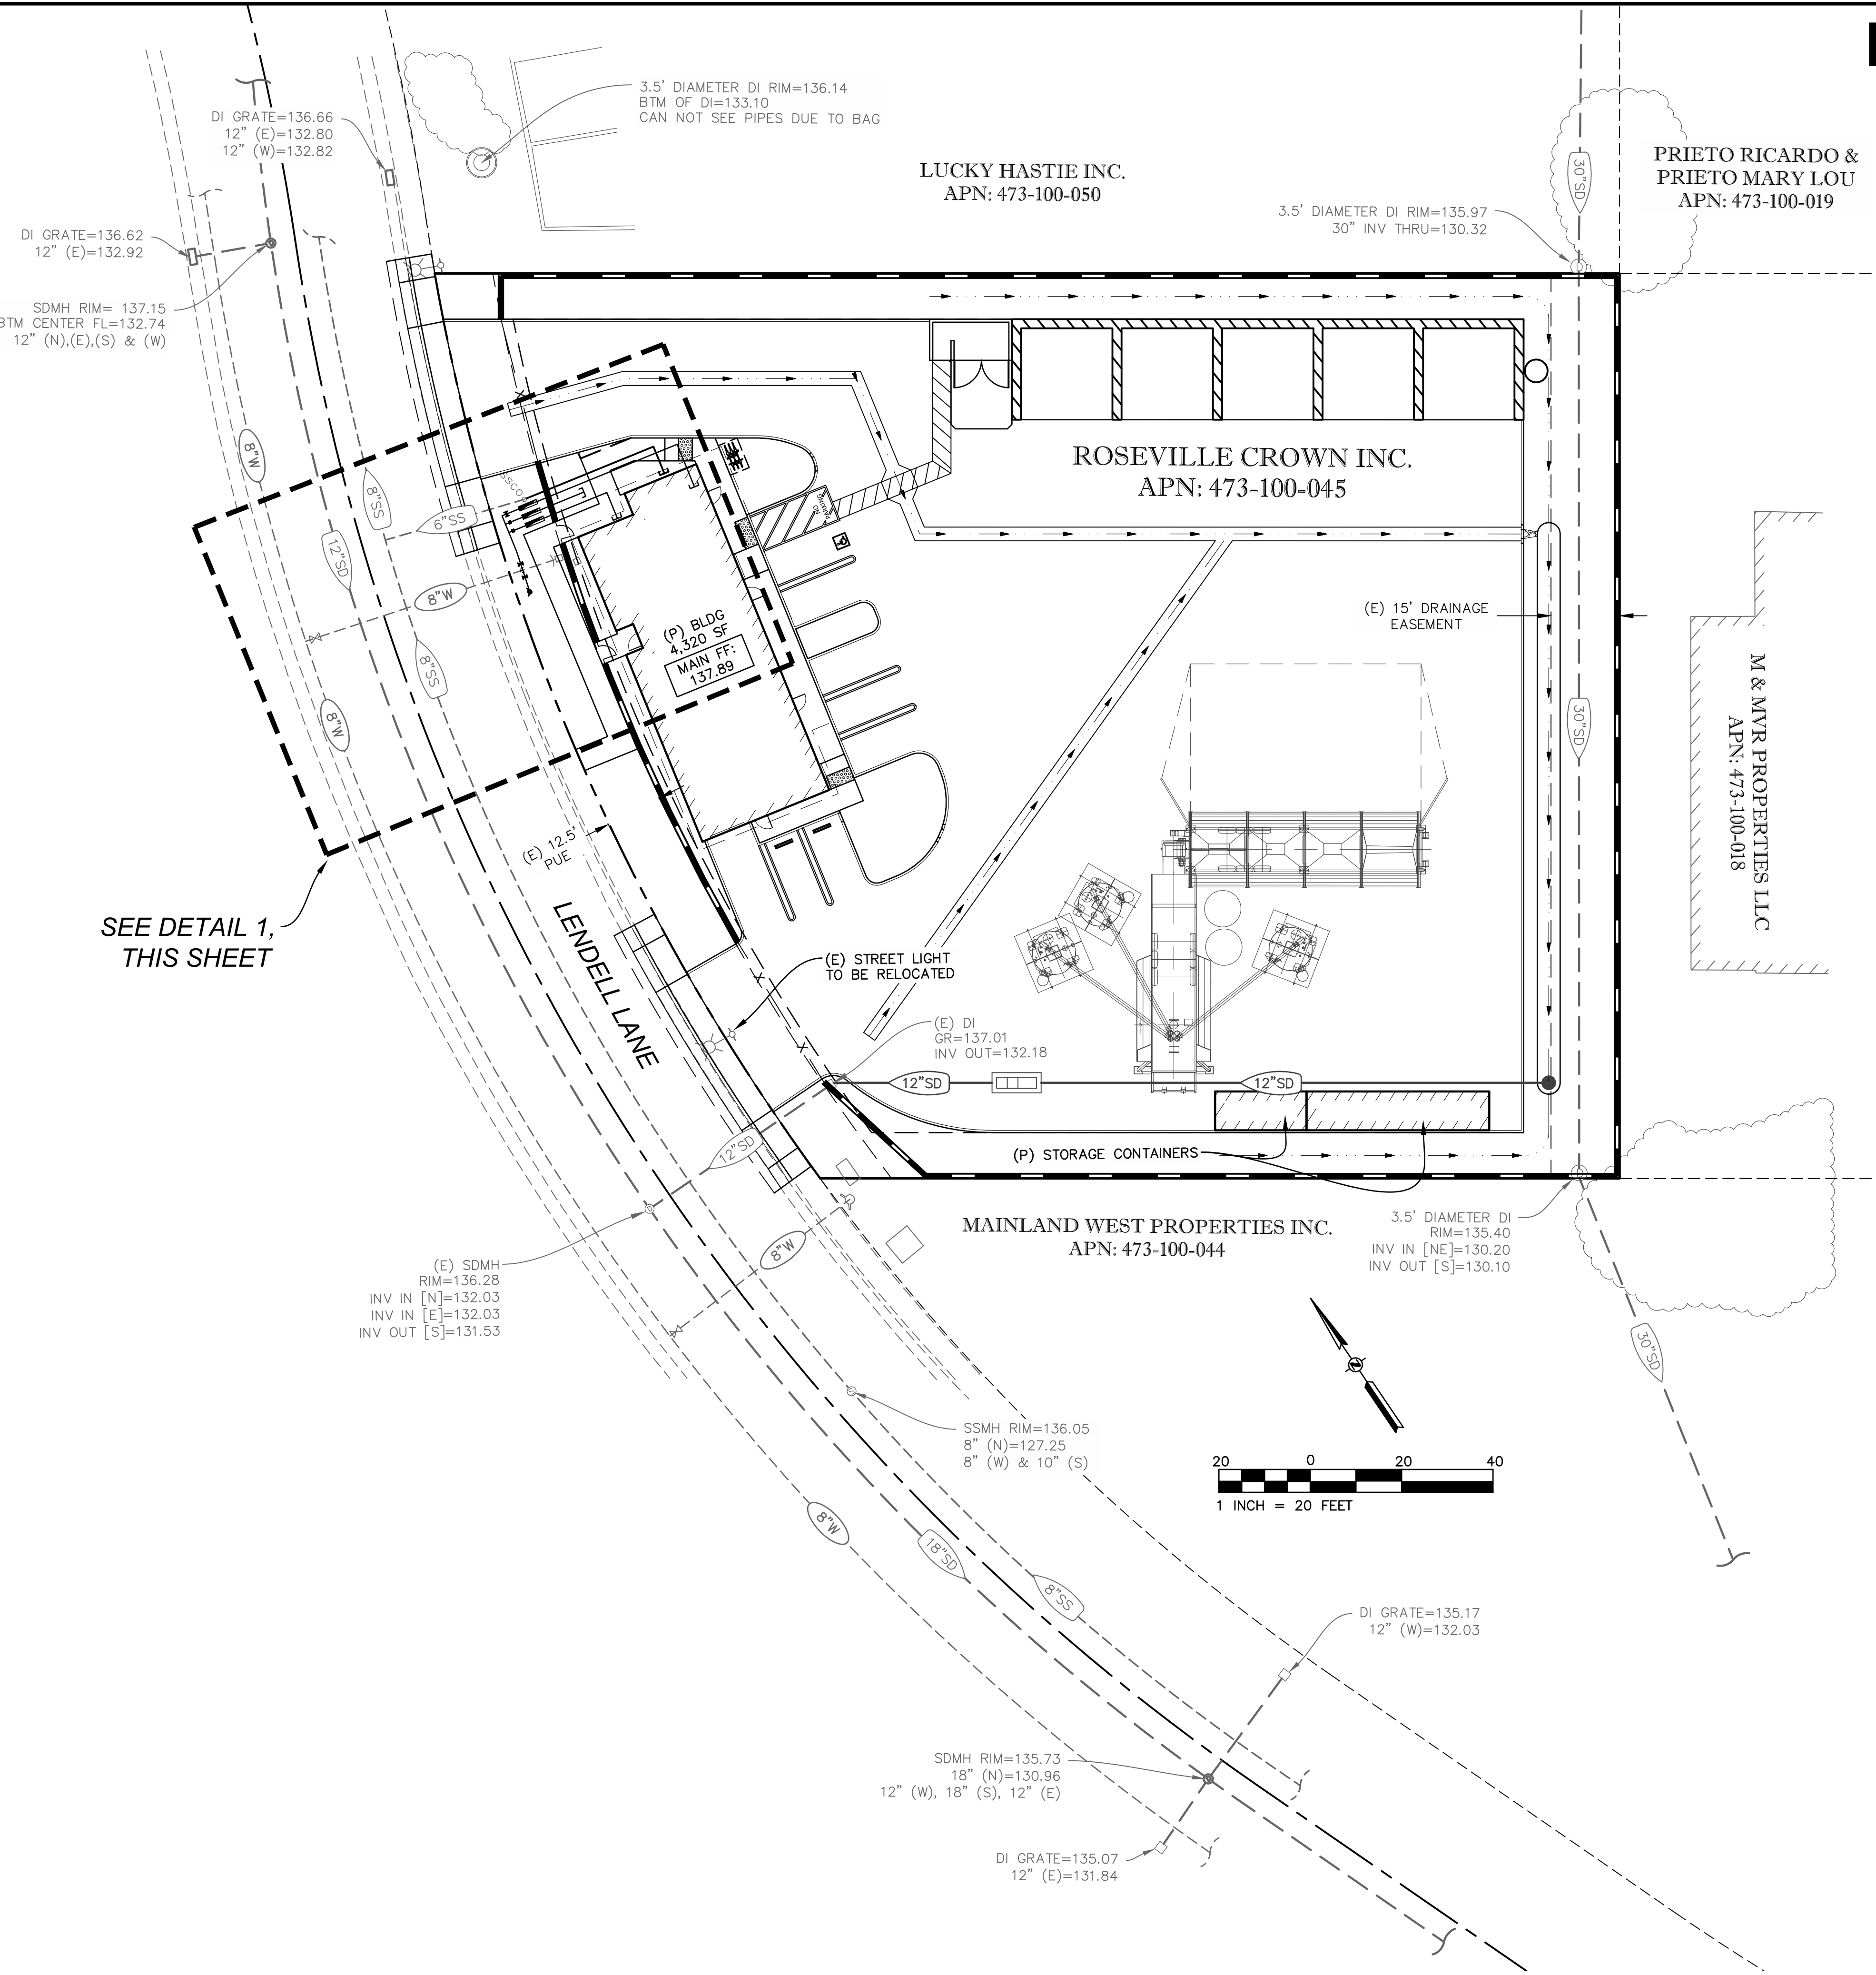 3.5' DIAMETER DI RIM=136.14
BTM OF DI=133.10
CAN NOT SEE PIPES DUE TO BAG
DI GRATE=136.66
12" (E)=132.80
12" (W)=132.82
LUCKY HASTIE INC.
APN: 473-100-050
PRIETO RICARDO &
PRIETO MARY LOU
APN: 473-100-019
30"SD
3.5' DIAMETER DI RIM=135.97
30" INV THRU=130.32
DI GRATE=136.62
12" (E)=132.92
SDMH RIM= 137.15
BTM CENTER FL=132.74
12" (N),(E),(S) & (W)
ROSEVILLE CROWN INC.
APN: 473-100-045
8"W
8"SS
6"SS
12"SD
8"W
8"SS
8"W
NO
PARKING
(P) BLDG
4,320 SF
MAIN FF:
137.89
(E) 15' DRAINAGE
EASEMENT
30"SD
M & MVR PROPERTIES LLC
APN: 473-100-018
(E) 12.5'
PUE
SEE DETAIL 1,
THIS SHEET
LENDELL LANE
(E) STREET LIGHT
TO BE RELOCATED
(E) DI
GR=137.01
INV OUT=132.18
12"SD
12"SD
12"SD
(P) STORAGE CONTAINERS
MAINLAND WEST PROPERTIES INC.
APN: 473-100-044
3.5' DIAMETER DI
RIM=135.40
INV IN [NE]=130.20
INV OUT [S]=130.10
8"W
(E) SDMH
RIM=136.28
INV IN [N]=132.03
INV IN [E]=132.03
INV OUT [S]=131.53
30"SD
N
SSMH RIM=136.05
8" (N)=127.25
8" (W) & 10" (S)
20 0 20 40
1 INCH = 20 FEET
8"W
18"SD
8"SS
DI GRATE=135.17
12" (W)=132.03
SDMH RIM=135.73
18" (N)=130.96
12" (W), 18" (S), 12" (E)
DI GRATE=135.07
12" (E)=131.84